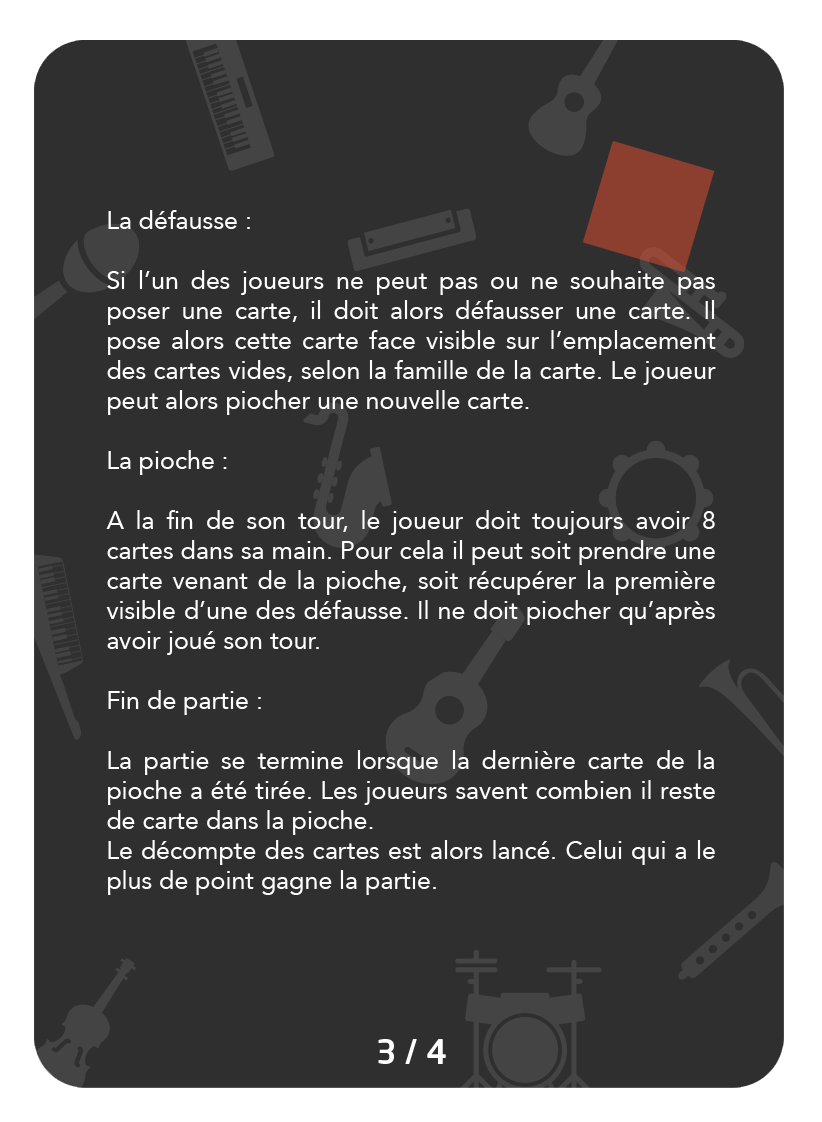 La défausse :
Si l’un des joueurs ne peut pas ou ne souhaite pas
poser une carte, il doit alors défausser une carte. Il
pose alors cette carte face visible sur l’emplacement
des cartes vides, selon la famille de la carte. Le joueur
peut alors piocher une nouvelle carte.
La pioche :
A la fin de son tour, le joueur doit toujours avoir 8
cartes dans sa main. Pour cela il peut soit prendre une
carte venant de la pioche, soit récupérer la première
visible d’une des défausse. Il ne doit piocher qu’après
avoir joué son tour.
Fin de partie :
La partie se termine lorsque la dernière carte de la
pioche a été tirée. Les joueurs savent combien il reste
de carte dans la pioche.
Le décompte des cartes est alors lancé. Celui qui a le
plus de point gagne la partie.
3 / 4